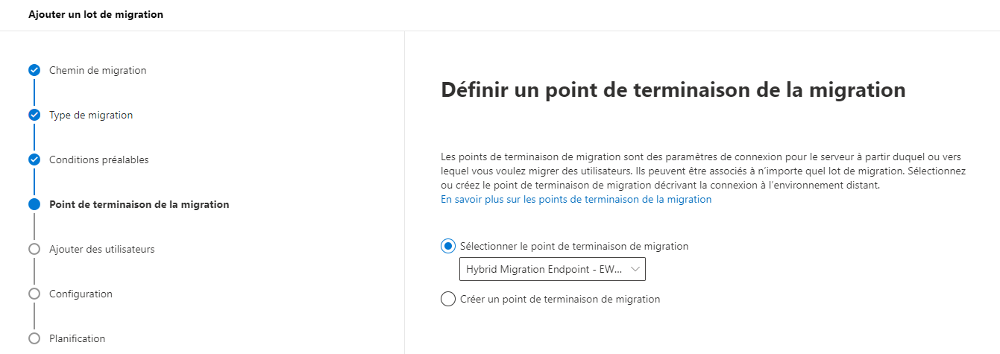 Ajouter un lot de migration
Chemin de migration
Type de migration
Conditions préalables
Point de terminaison de la migration
Ajouter des utilisateurs
Configuration
Planification
Définir un point de terminaison de la migration
Les points de terminaison de migration sont des paramètres de connexion pour le serveur à partir duquel ou vers
lequel vous voulez migrer des utilisateurs. Ils peuvent être associés à n’importe quel lot de migration. Sélectionnez
ou créez le point de terminaison de migration décrivant la connexion à l’environnement distant.
En savoir plus sur les points de terminaison de la migration
Sélectionner le point de terminaison de migration
Hybrid Migration Endpoint - EW...
Créer un point de terminaison de migration